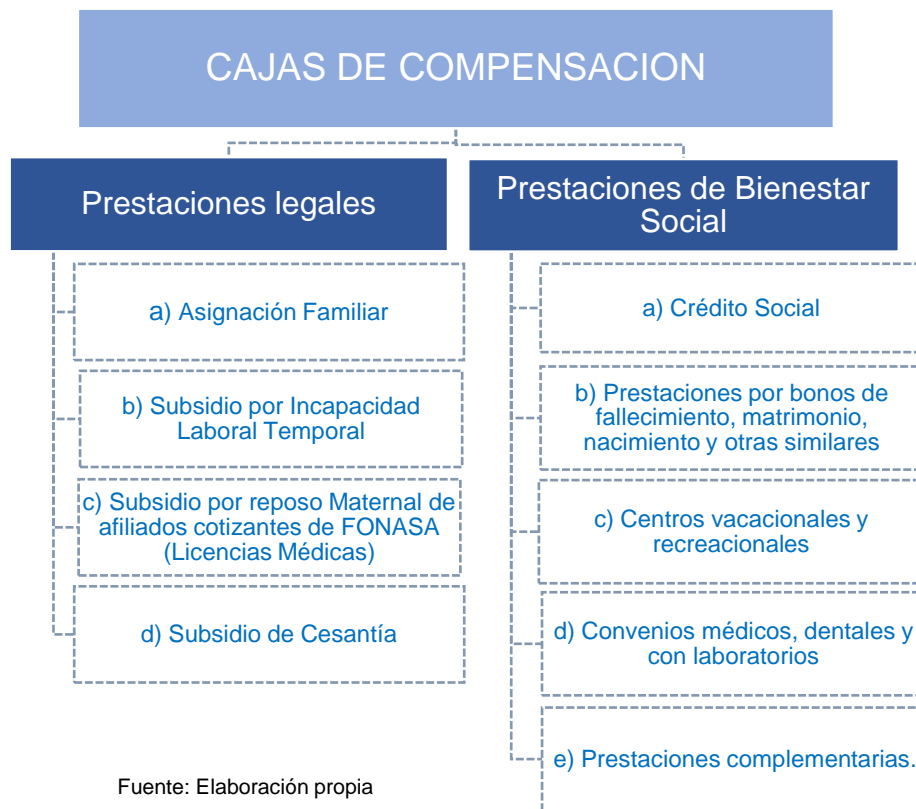 CAJAS DE COMPENSACION
Prestaciones legales
a) Asignación Familiar
b) Subsidio por Incapacidad
Laboral Temporal
c) Subsidio por reposo Maternal de
afiliados cotizantes de FONASA
(Licencias Médicas)
d) Subsidio de Cesantía
Prestaciones de Bienestar
Social
a) Crédito Social
b) Prestaciones por bonos de
fallecimiento, matrimonio,
nacimiento y otras similares
c) Centros vacacionales y
recreacionales
d) Convenios médicos, dentales y
con laboratorios
e) Prestaciones complementarias.
Fuente: Elaboración propia